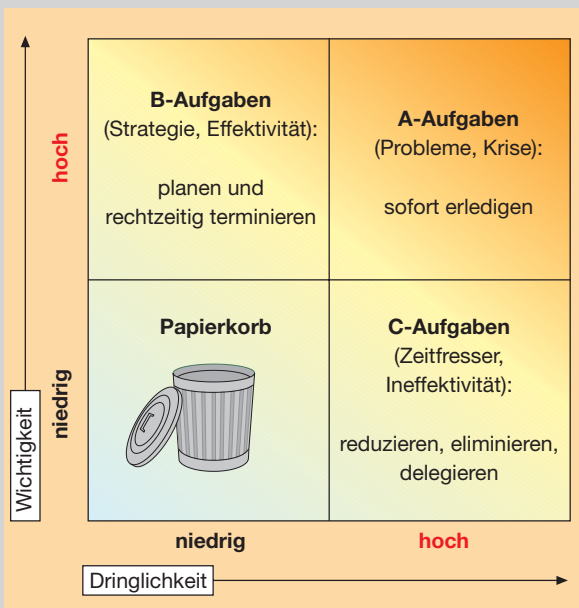 B-Aufgaben
(Strategie, Effektivität):
planen und
rechtzeitig terminieren
A-Aufgaben
(Probleme, Krise):
sofort erledigen
Papierkorb
C-Aufgaben
(Zeitfresser,
Ineffektivität):
reduzieren, eliminieren,
delegieren
hoch
niedrig
Wichtigkeit
niedrig
hoch
Dringlichkeit